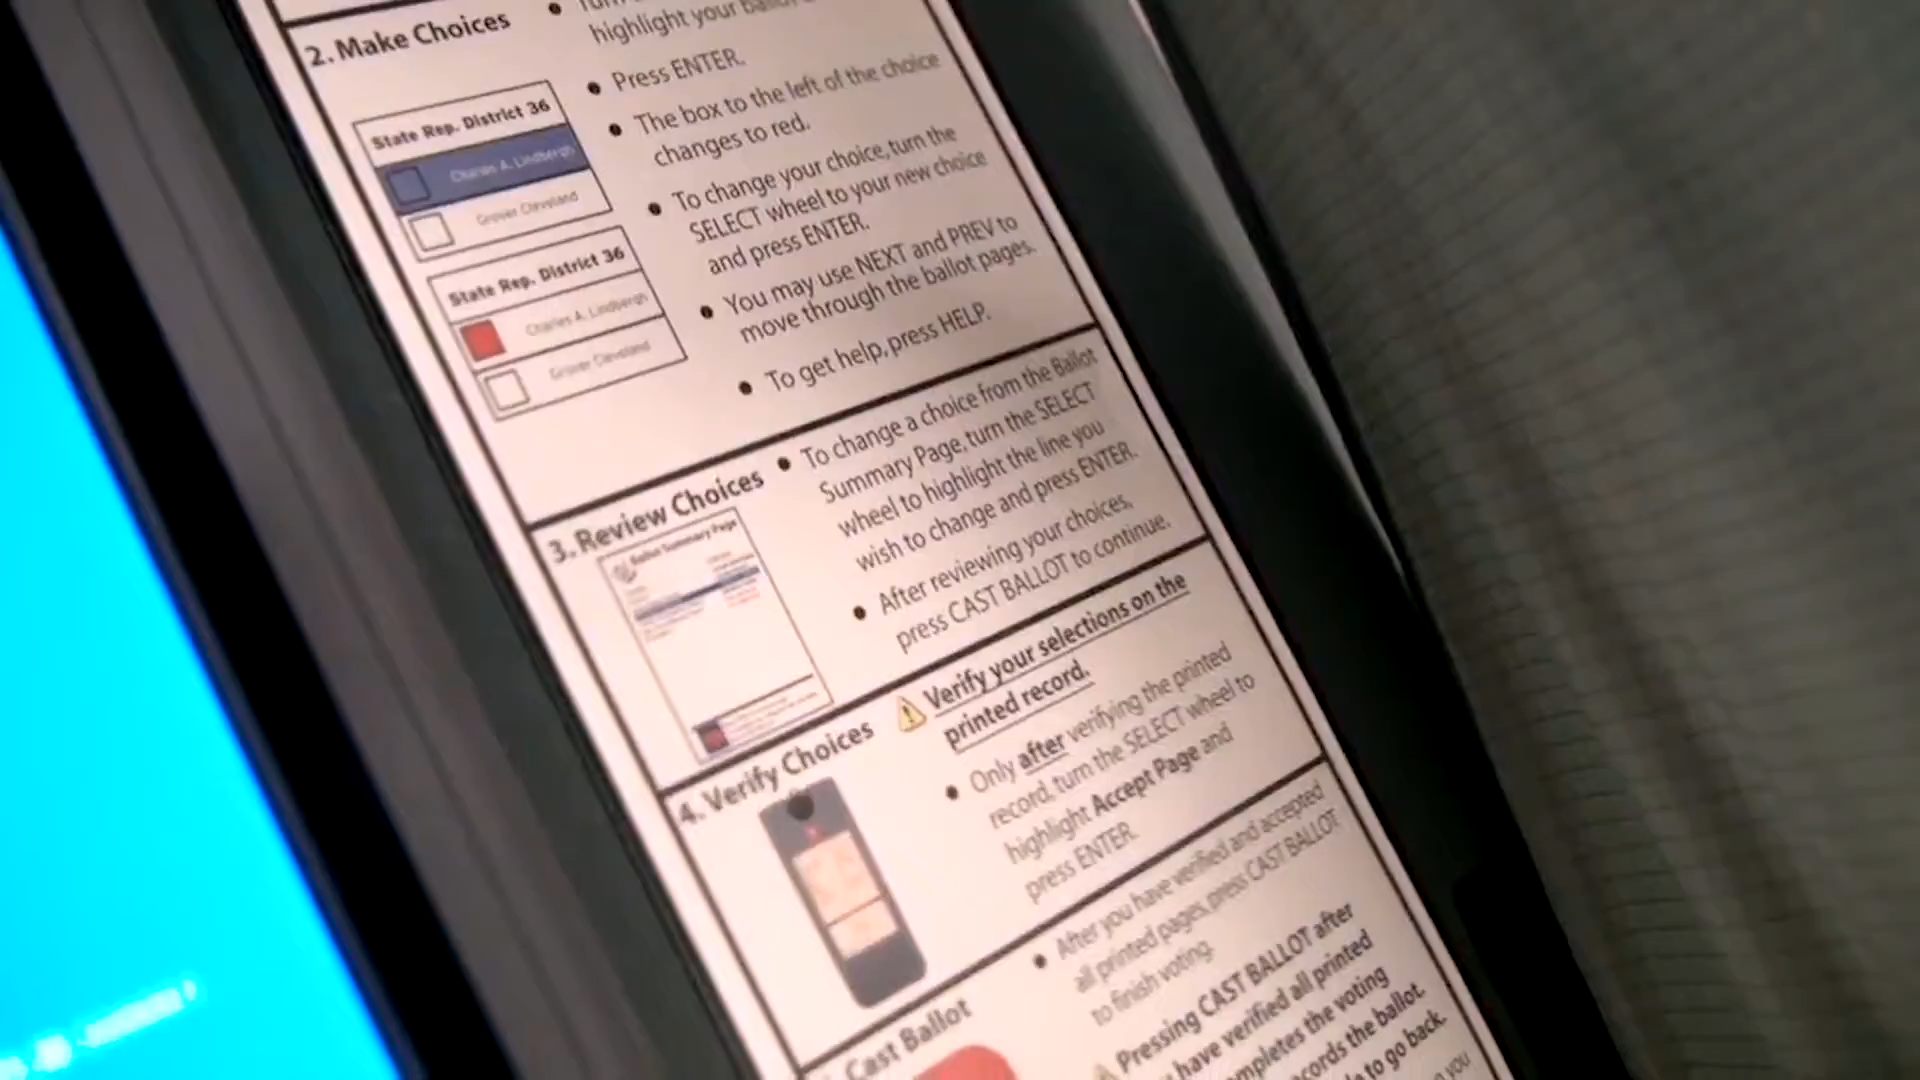 2. Make Choices
highlight your ballot
Press ENTER.
The box to the left of the choice
changes to red.
To change your choice, turn the
SELECT wheel to your new choice
and press ENTER.
You may use NEXT and PREV to
move through the ballot pages.
To get help, press HELP.
State Rep. District 36
Charles A. Lindbergh
Grover Cleveland
State Rep. District 36
Charles A. Lindbergh
Grover Cleveland
3. Review Choices
Ballot Summary Page
To change a choice from the Ballot
Summary Page, turn the SELECT
wheel to highlight the line you
wish to change and press ENTER.
After reviewing your choices,
press CAST BALLOT to continue.
4. Verify Choices
Verify your selections on the
printed record.
Only after verifying the printed
record, turn the SELECT wheel to
highlight Accept Page and
press ENTER.
Cast Ballot
After you have verified and accepted
all printed pages, press CAST BALLOT
to finish voting.
Pressing CAST BALLOT after
have verified all printed
the voting
the ballot.
to go back.
you